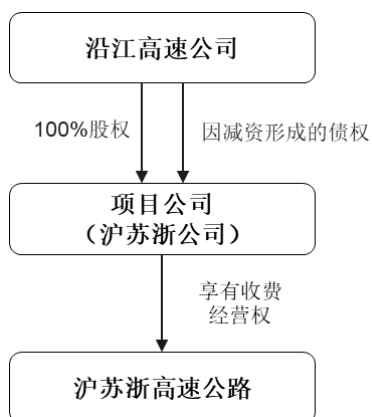 沿江高速公司
100%股权
因减资形成的债权
项目公司
（沪苏浙公司）
享有收费
经营权
沪苏浙高速公路